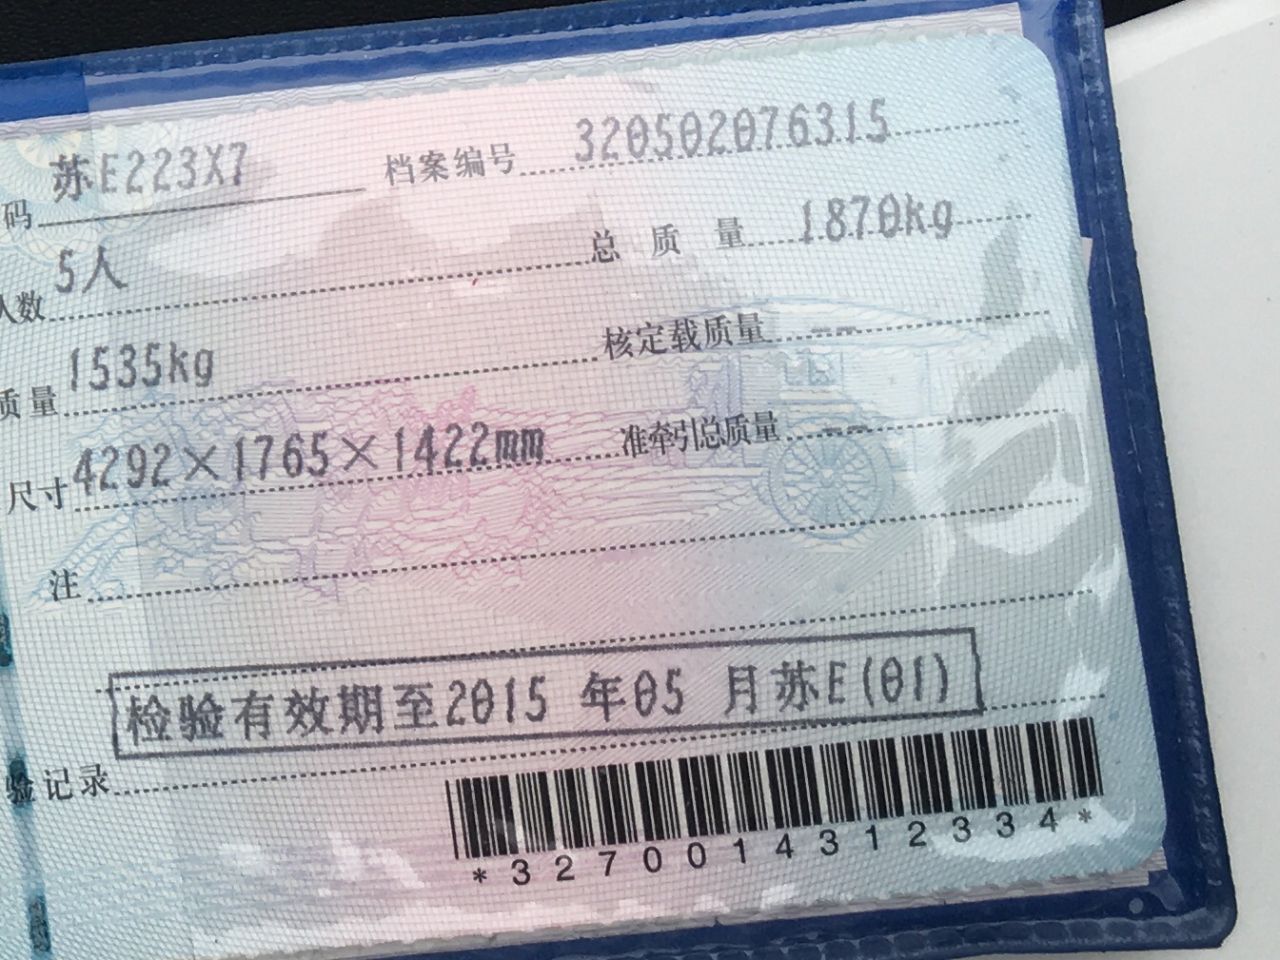 码 苏E223X7 档案编号 320502076315
人数 5人 总质量 1870kg
质量 1535kg 核定载质量 -- --
尺寸 4292×1765×1422mm 准牵引总质量 -- --
注
检验有效期至2015 年05 月苏E(01)
验记录
*3270014312334*